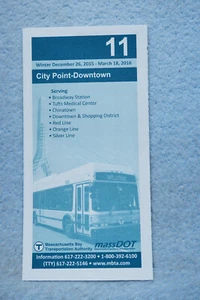 11
Winter December 26, 2015 - March 18, 2016
City Point-Downtown
Serving
• Broadway Station
• Tufts Medical Center
• Chinatown
• Downtown & Shopping District
• Red Line
• Orange Line
• Silver Line
T Massachusetts Bay
Transportation Authority
massDOT
Information 617-222-3200 • 1-800-392-6100
(TTY) 617-222-5146 • www.mbta.com